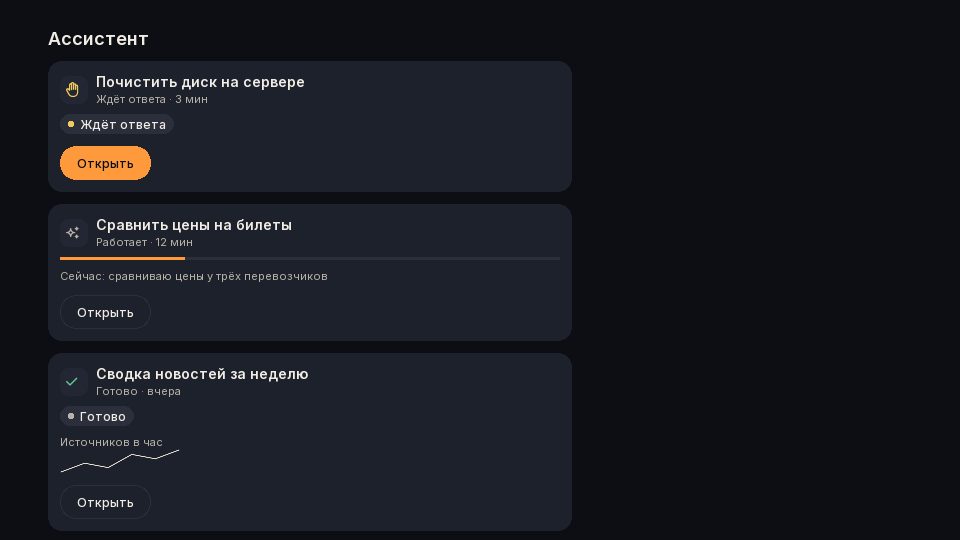 Ассистент
Почистить диск на сервере
Ждёт ответа · 3 мин
Ждёт ответа
Открыть
Сравнить цены на билеты
Работает · 12 мин
Сейчас: сравниваю цены у трёх перевозчиков
Открыть
Сводка новостей за неделю
Готово · вчера
Готово
Источников в час
Открыть